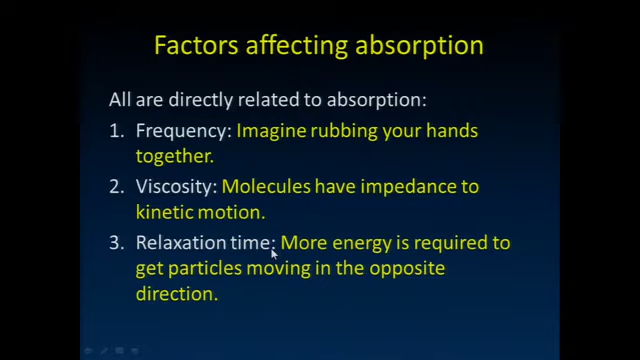 Factors affecting absorption
All are directly related to absorption:
1. Frequency: Imagine rubbing your hands
together.
2. Viscosity: Molecules have impedance to
kinetic motion.
3. Relaxation time: More energy is required to
get particles moving in the opposite
direction.